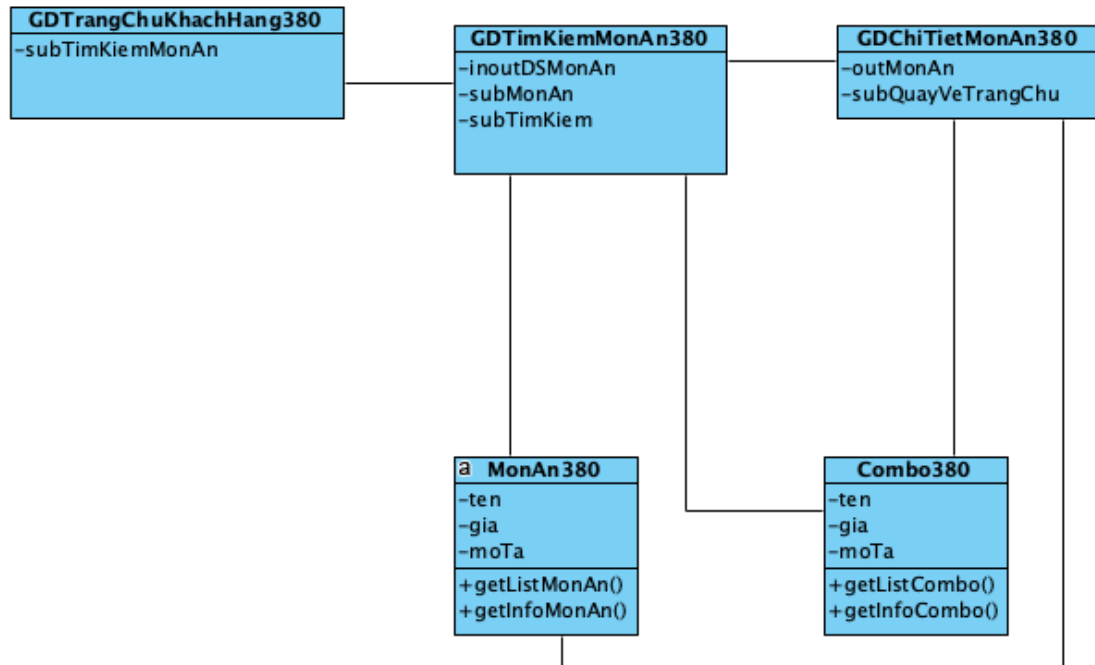 GDTrangChuKhachHang380
-subTimKiemMonAn
GDTimKiemMonAn380
-inoutDSMonAn
-subMonAn
-subTimKiem
GDChiTietMonAn380
-outMonAn
-subQuayVeTrangChu
a MonAn380
-ten
-gia
-moTa
+getListMonAn()
+getInfoMonAn()
Combo380
-ten
-gia
-moTa
+getListCombo()
+getInfoCombo()